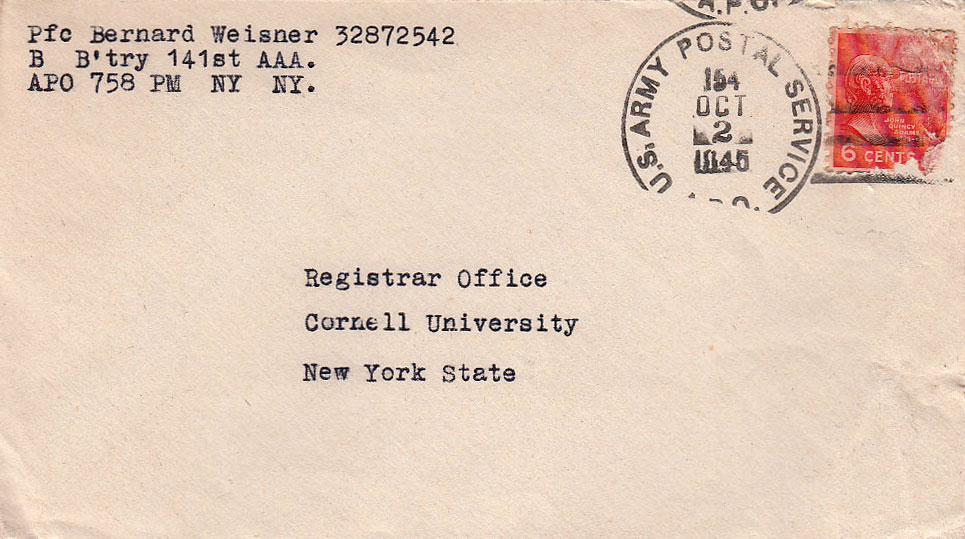 Pfc Bernard Weisner 32872542
B B'try 141st AAA.
APO 758 PM NY NY.
A.P.O.
U.S. ARMY POSTAL SERVICE
OCT
2
1945
A.P.O.
JOHN
QUINCY
ADAMS
6 CENTS
Registrar Office
Cornell University
New York State